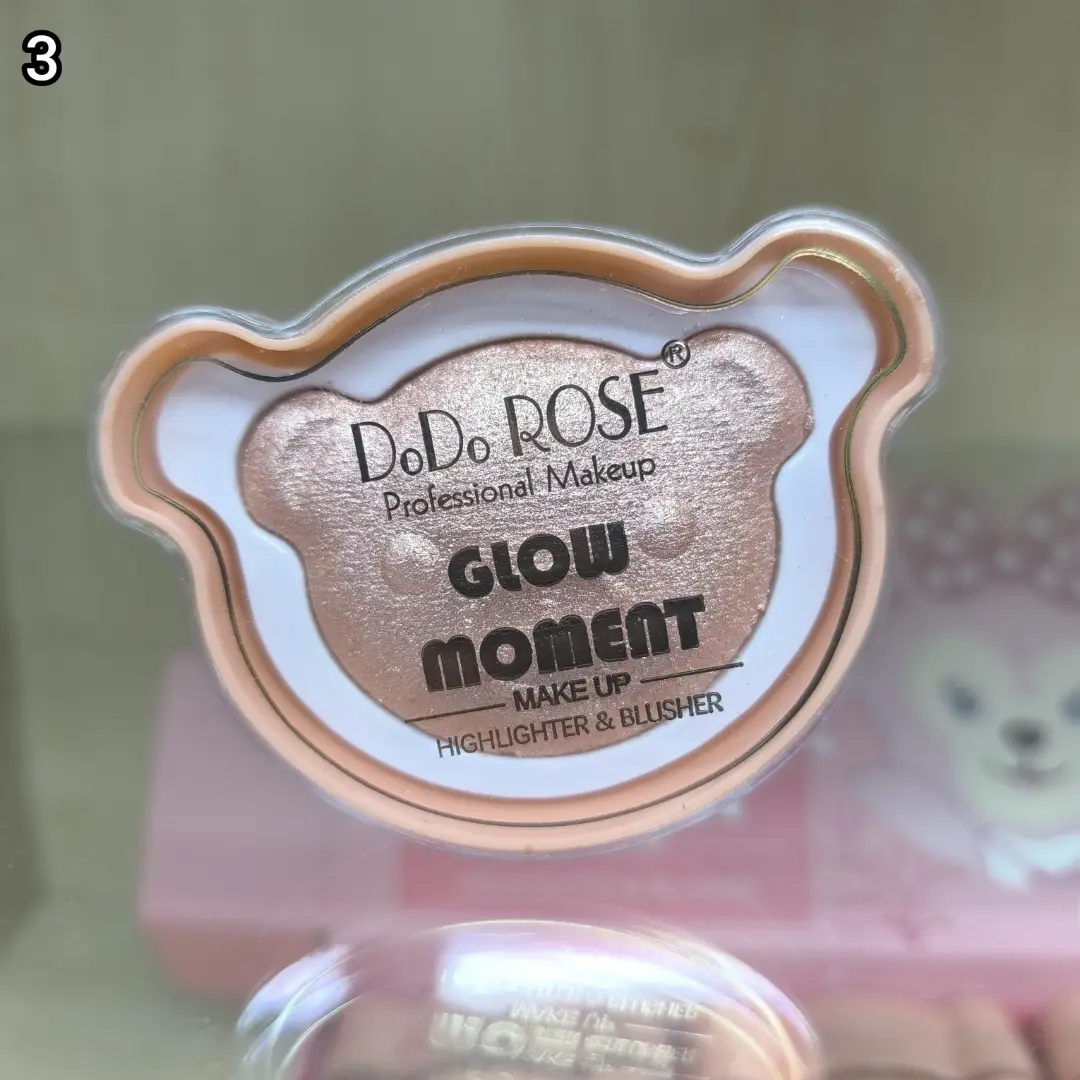 3
DoDo ROSE®
Professional Makeup
GLOW
MOMENT
MAKE UP
HIGHLIGHTER & BLUSHER